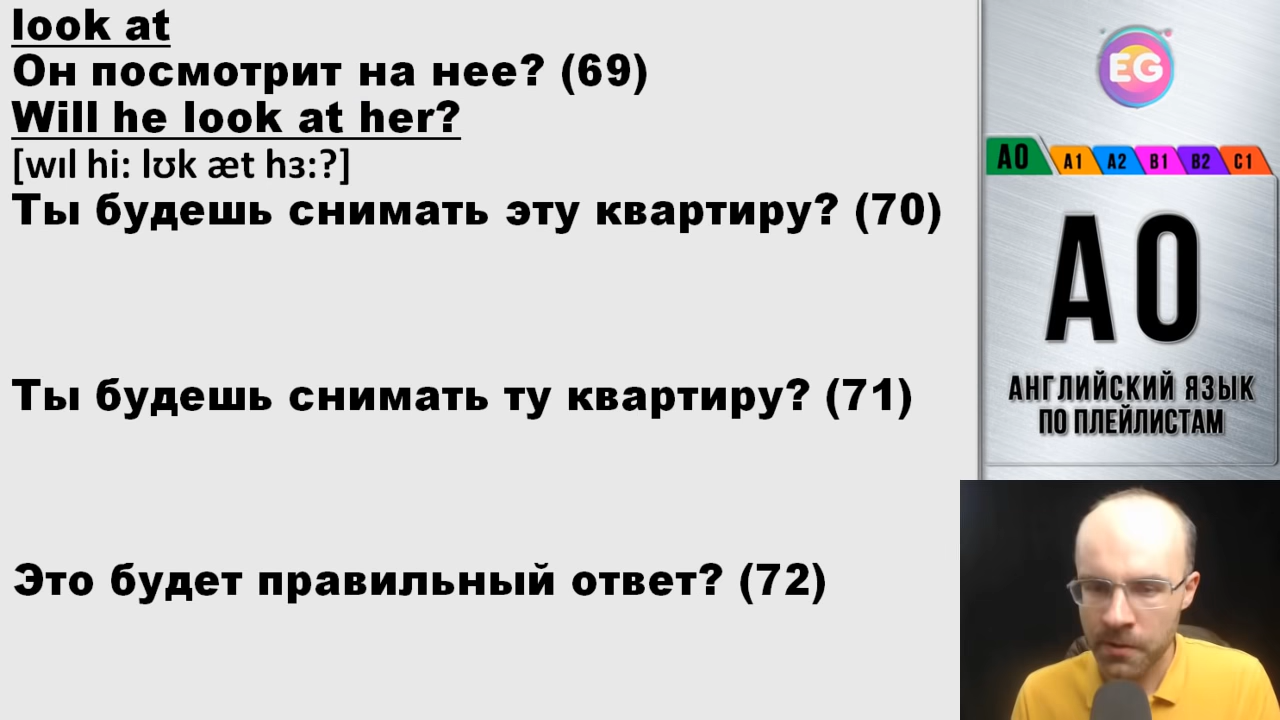 look at
Он посмотрит на нее? (69)
Will he look at her?
[wɪl hi: lʊk æt hɜ:?]
Ты будешь снимать эту квартиру? (70)
Ты будешь снимать ту квартиру? (71)
Это будет правильный ответ? (72)
EG
A0 A1 A2 B1 B2 C1
A0
АНГЛИЙСКИЙ ЯЗЫК
ПО ПЛЕЙЛИСТАМ